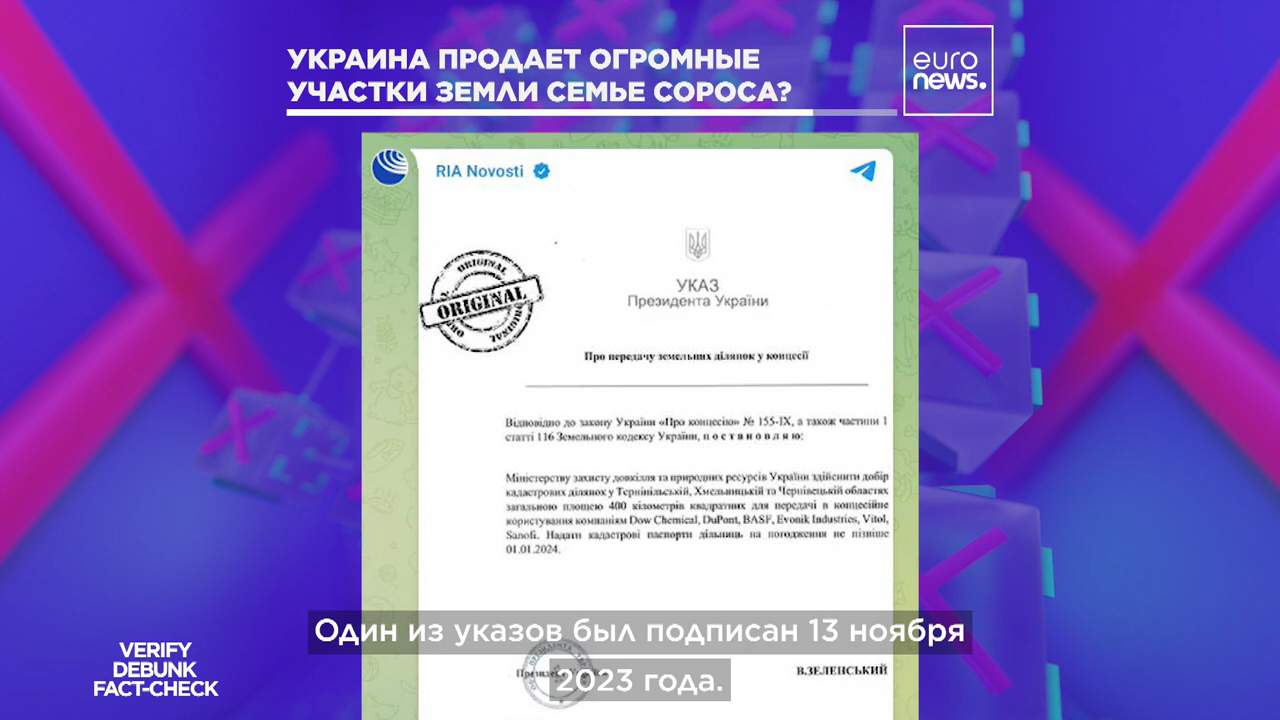 УКРАИНА ПРОДАЕТ ОГРОМНЫЕ
УЧАСТКИ ЗЕМЛИ СЕМЬЕ СОРОСА?
euro
news.
RIA Novosti
ORIGINAL
ORIGINAL
ORIGINAL
УКАЗ
Президента України
Про передачу земельних ділянок у концесії
Відповідно до закону України «Про концесію» № 155-IX, а також частини 1
статті 116 Земельного кодексу України, п о с т а н о в л я ю:
Міністерству захисту довкілля та природних ресурсів України здійснити добір
кадастрових ділянок у Тернінільській, Хмельницькій та Чернівецькій областях
загальною площею 400 кілометрів квадратних для передачі в концесійне
користування компаніям Dow Chemical, DuPont, BASF, Evonik Industries, Vitol,
Sanofi. Надати кадастрові паспорти дільниць на погодження не пізніше
01.01.2024.
Один из указов был подписан 13 ноября
2023 года.
В.ЗЕЛЕНСЬКИЙ
VERIFY
DEBUNK
FACT-CHECK